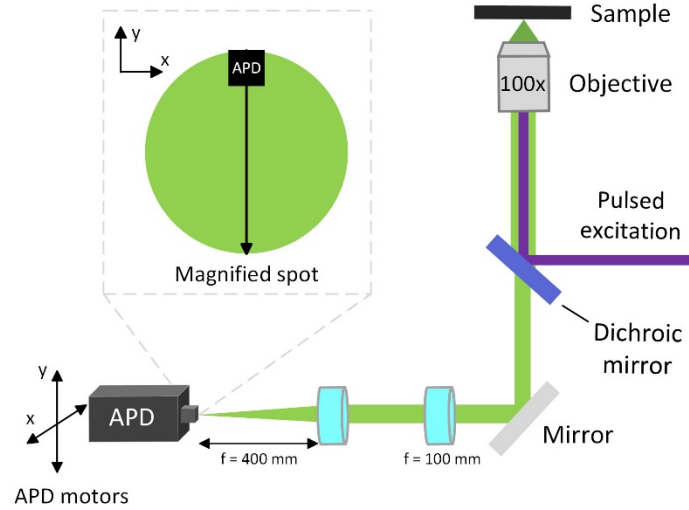 Sample
y
x
APD
100x
Objective
Pulsed
excitation
Magnified spot
Dichroic
mirror
y
x
APD
Mirror
f = 400 mm
f = 100 mm
APD motors